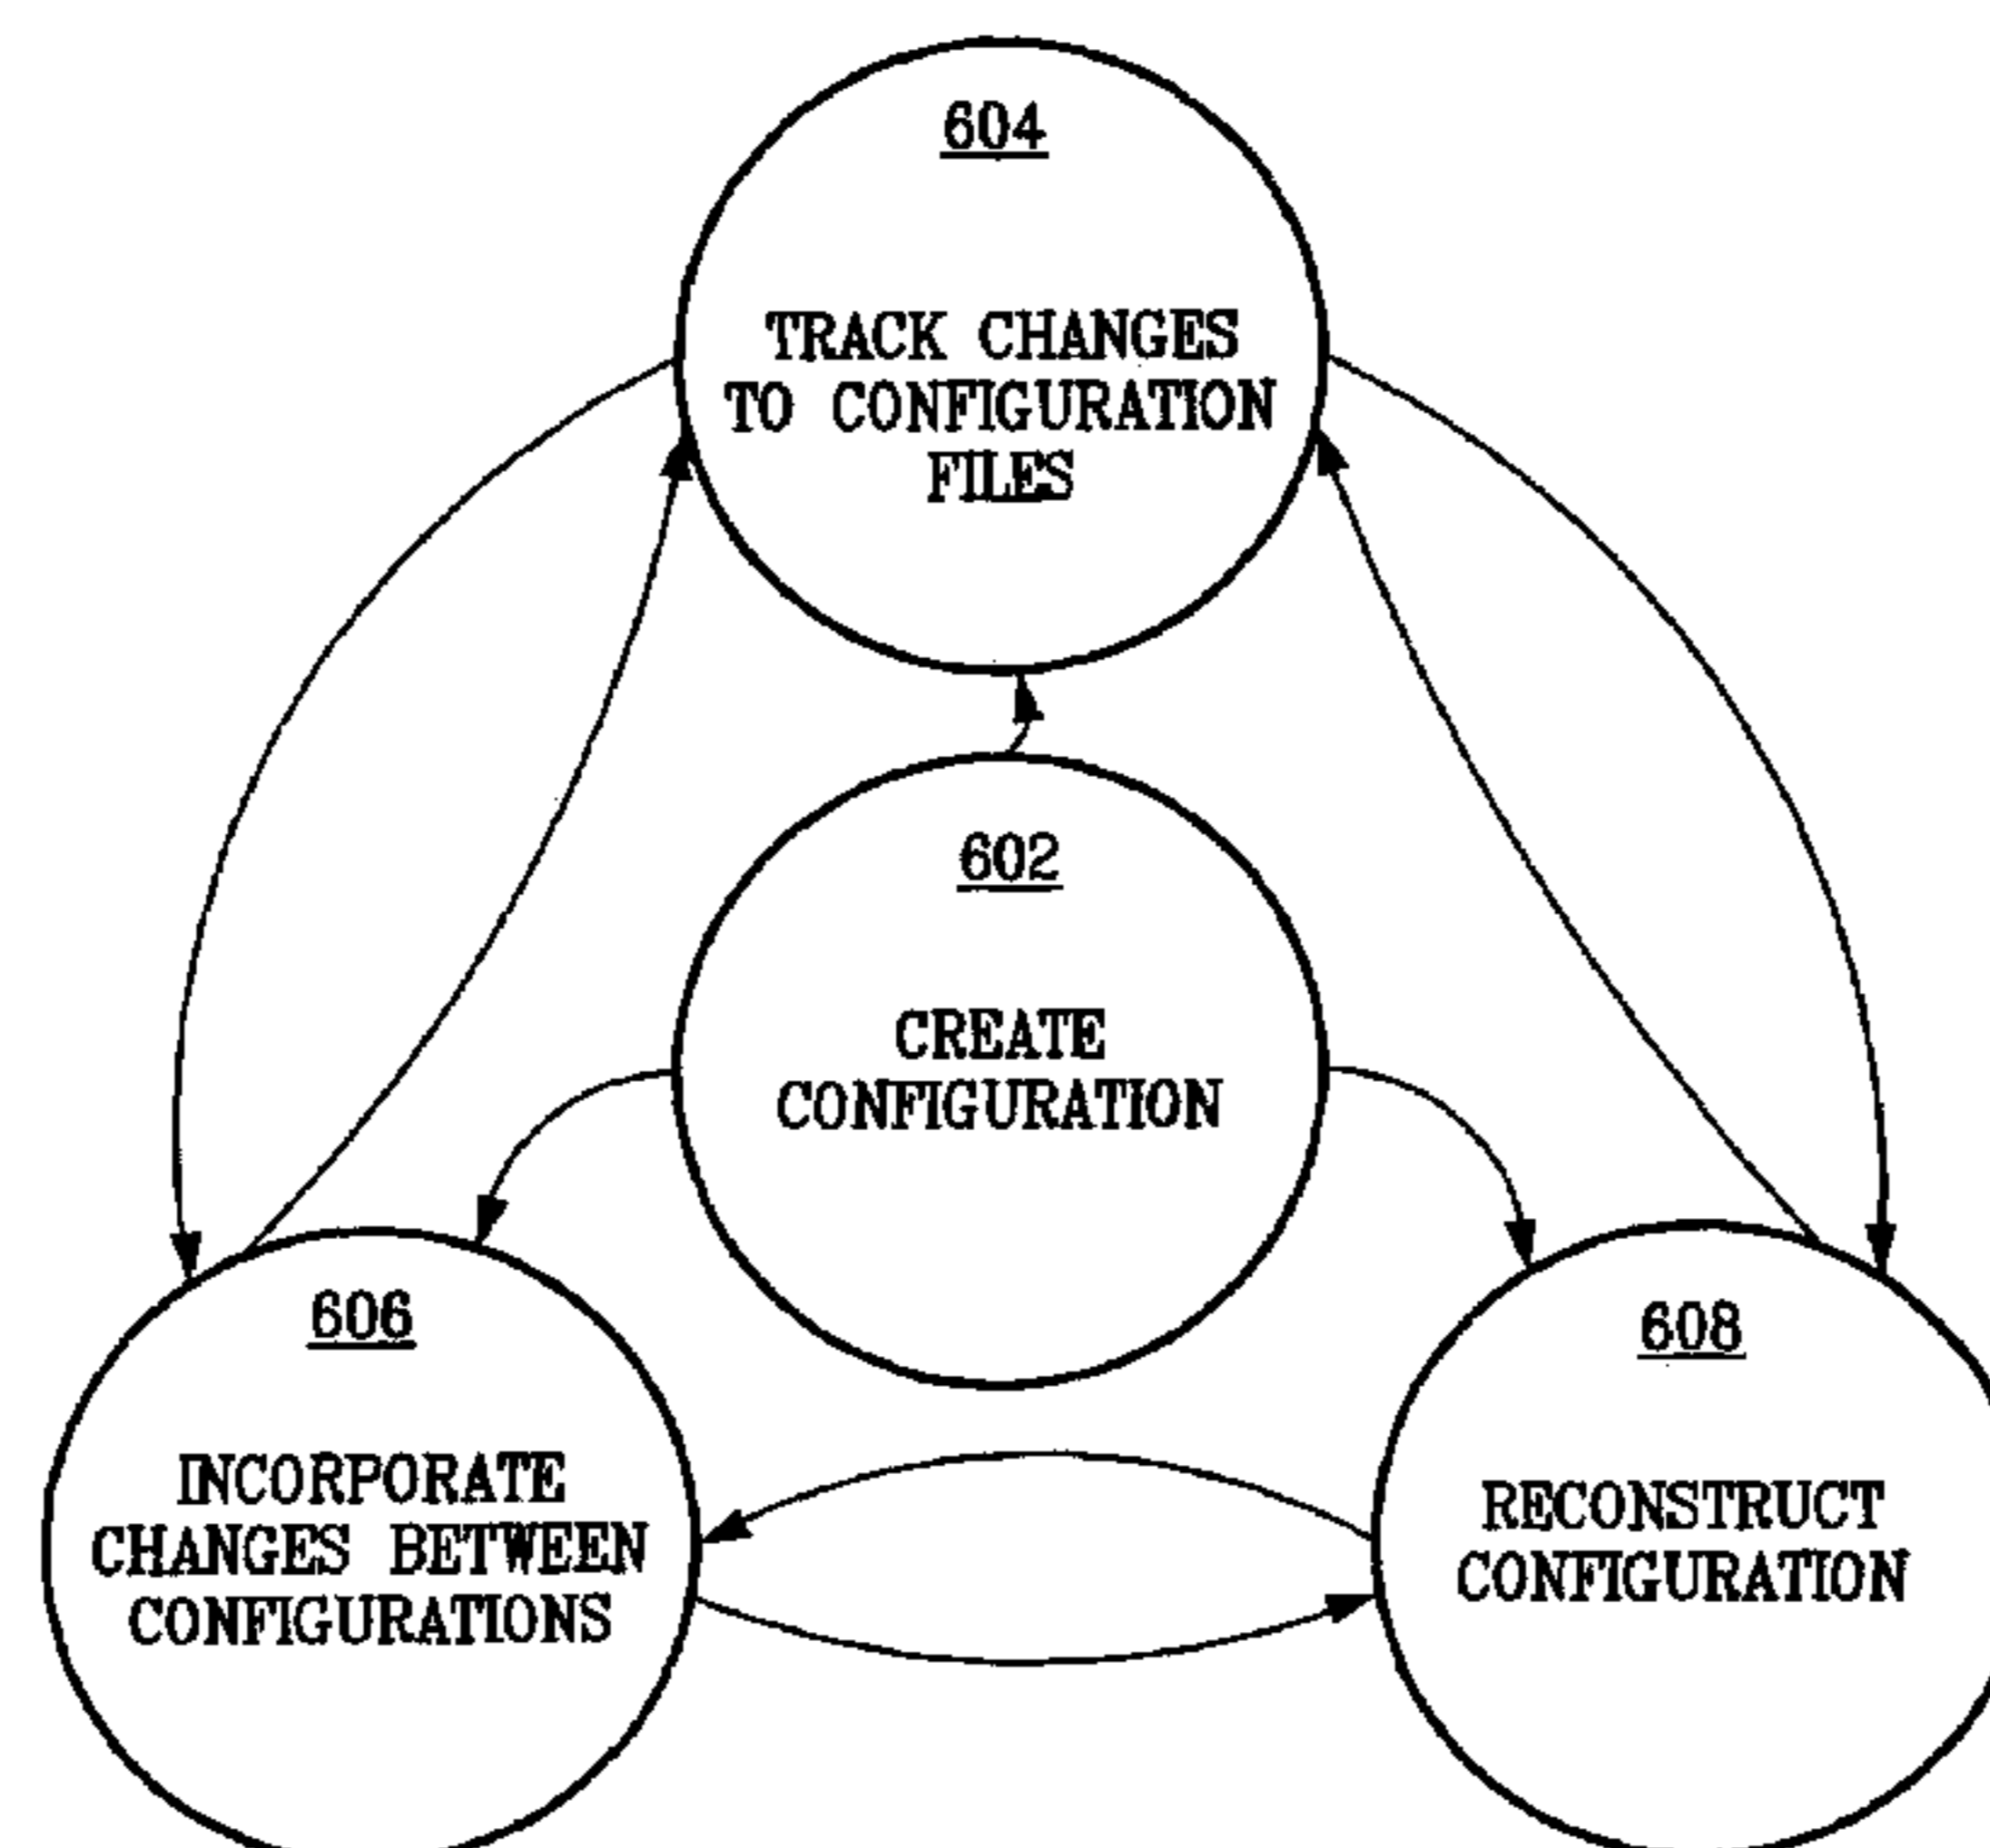 604
TRACK CHANGES
TO CONFIGURATION
FILES
602
CREATE
CONFIGURATION
606
INCORPORATE
CHANGES BETWEEN
CONFIGURATIONS
608
RECONSTRUCT
CONFIGURATION